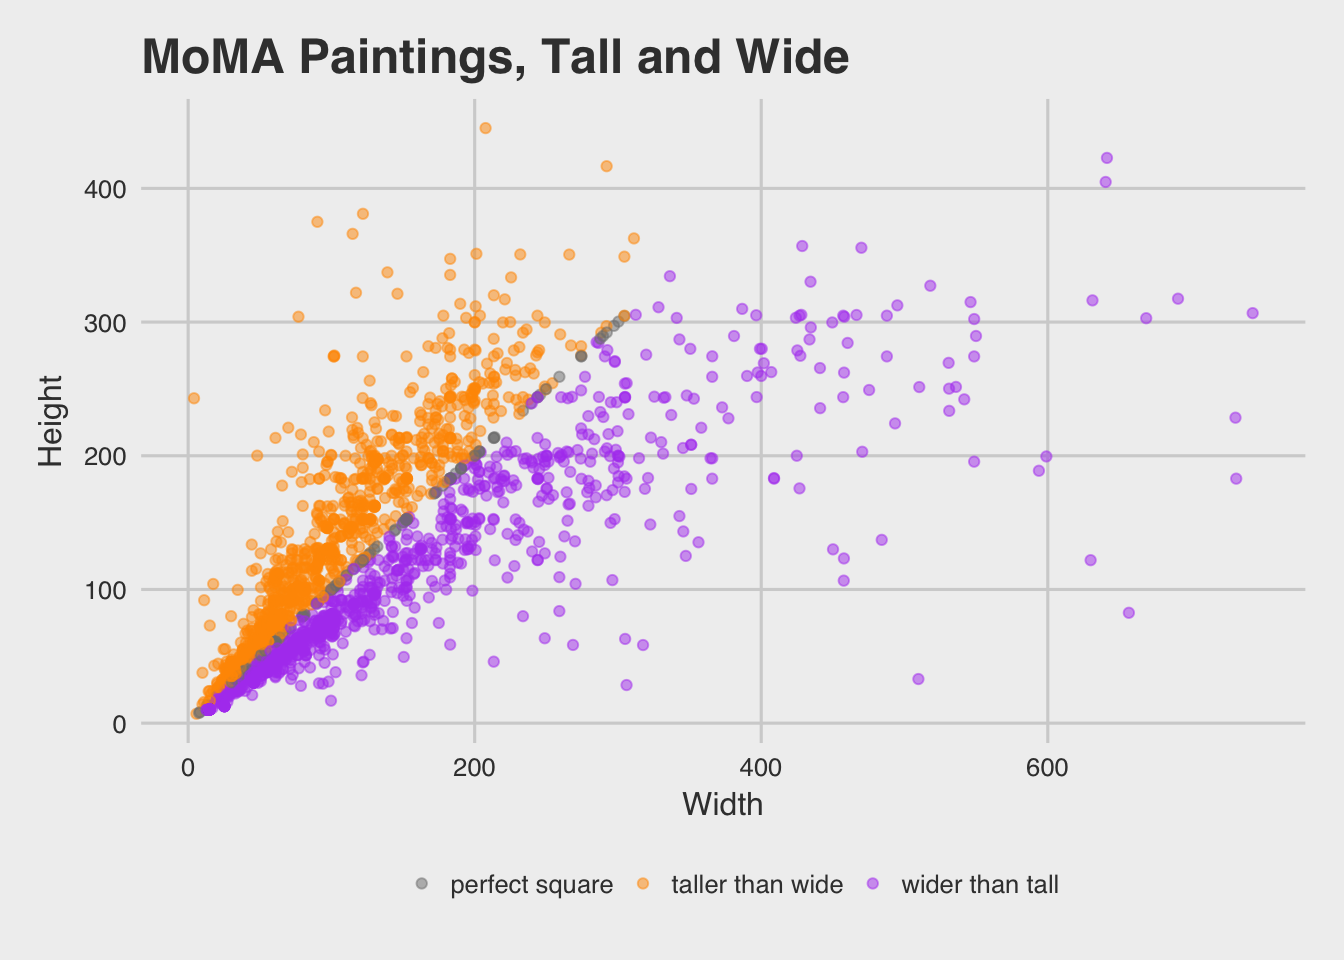 MoMA Paintings, Tall and Wide
Height
400
300
200
100
0
0 200 400 600
Width
perfect square taller than wide wider than tall